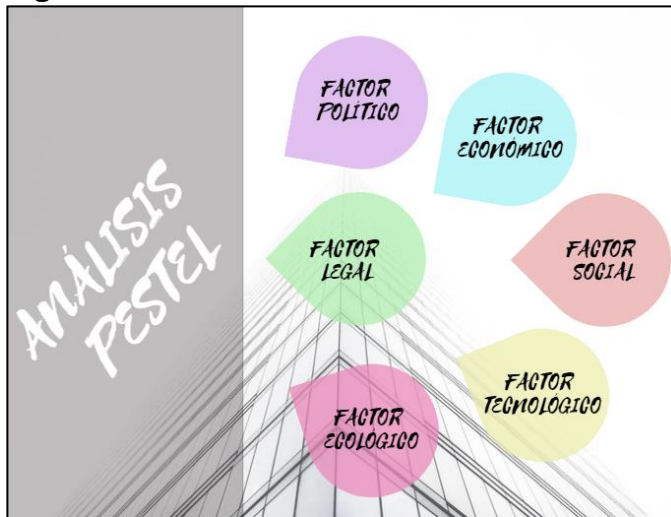 ANÁLISIS
PESTEL
FACTOR
POLÍTICO
FACTOR
ECONÓMICO
FACTOR
SOCIAL
FACTOR
TECNOLÓGICO
FACTOR
ECOLÓGICO
FACTOR
LEGAL